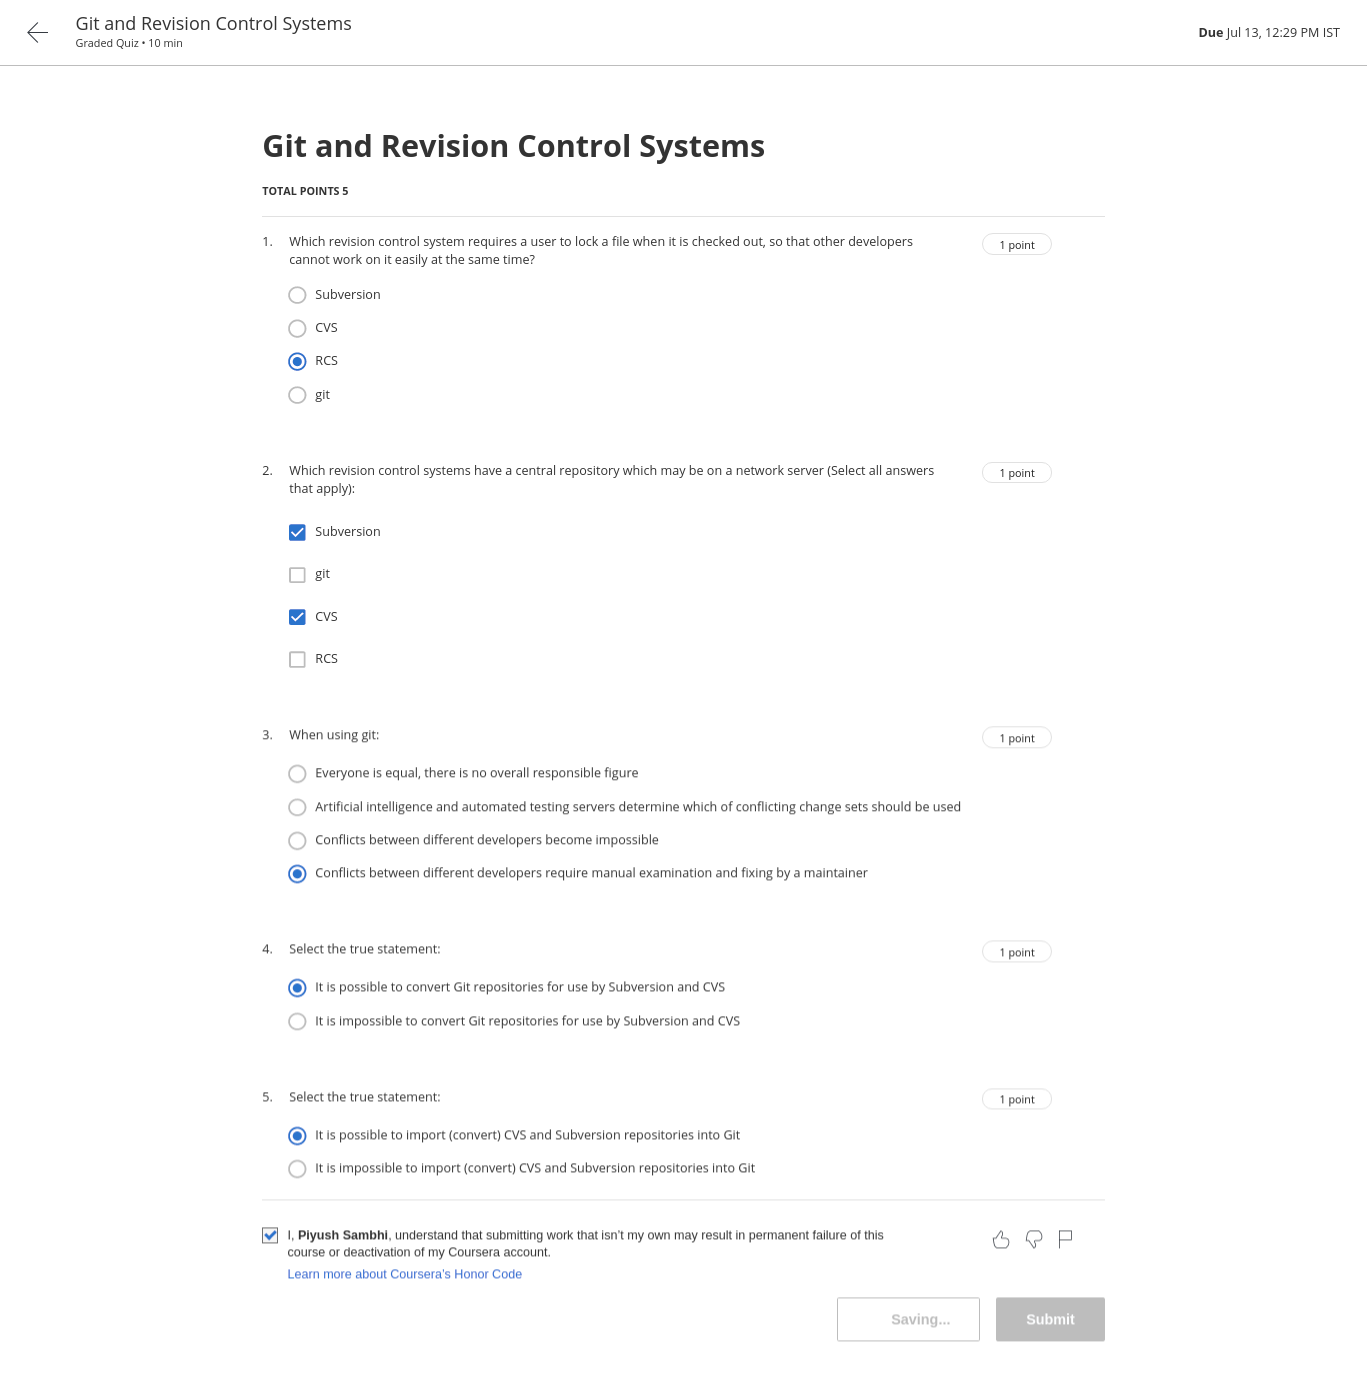 Git and Revision Control Systems
Graded Quiz • 10 min
Due Jul 13, 12:29 PM IST
Git and Revision Control Systems
TOTAL POINTS 5
1. Which revision control system requires a user to lock a file when it is checked out, so that other developers
cannot work on it easily at the same time?
1 point
Subversion
CVS
RCS
git
2. Which revision control systems have a central repository which may be on a network server (Select all answers
that apply):
1 point
Subversion
git
CVS
RCS
3. When using git:
1 point
Everyone is equal, there is no overall responsible figure
Artificial intelligence and automated testing servers determine which of conflicting change sets should be used
Conflicts between different developers become impossible
Conflicts between different developers require manual examination and fixing by a maintainer
4. Select the true statement:
1 point
It is possible to convert Git repositories for use by Subversion and CVS
It is impossible to convert Git repositories for use by Subversion and CVS
5. Select the true statement:
1 point
It is possible to import (convert) CVS and Subversion repositories into Git
It is impossible to import (convert) CVS and Subversion repositories into Git
I, Piyush Sambhi, understand that submitting work that isn’t my own may result in permanent failure of this
course or deactivation of my Coursera account.
Learn more about Coursera’s Honor Code
Saving...
Submit